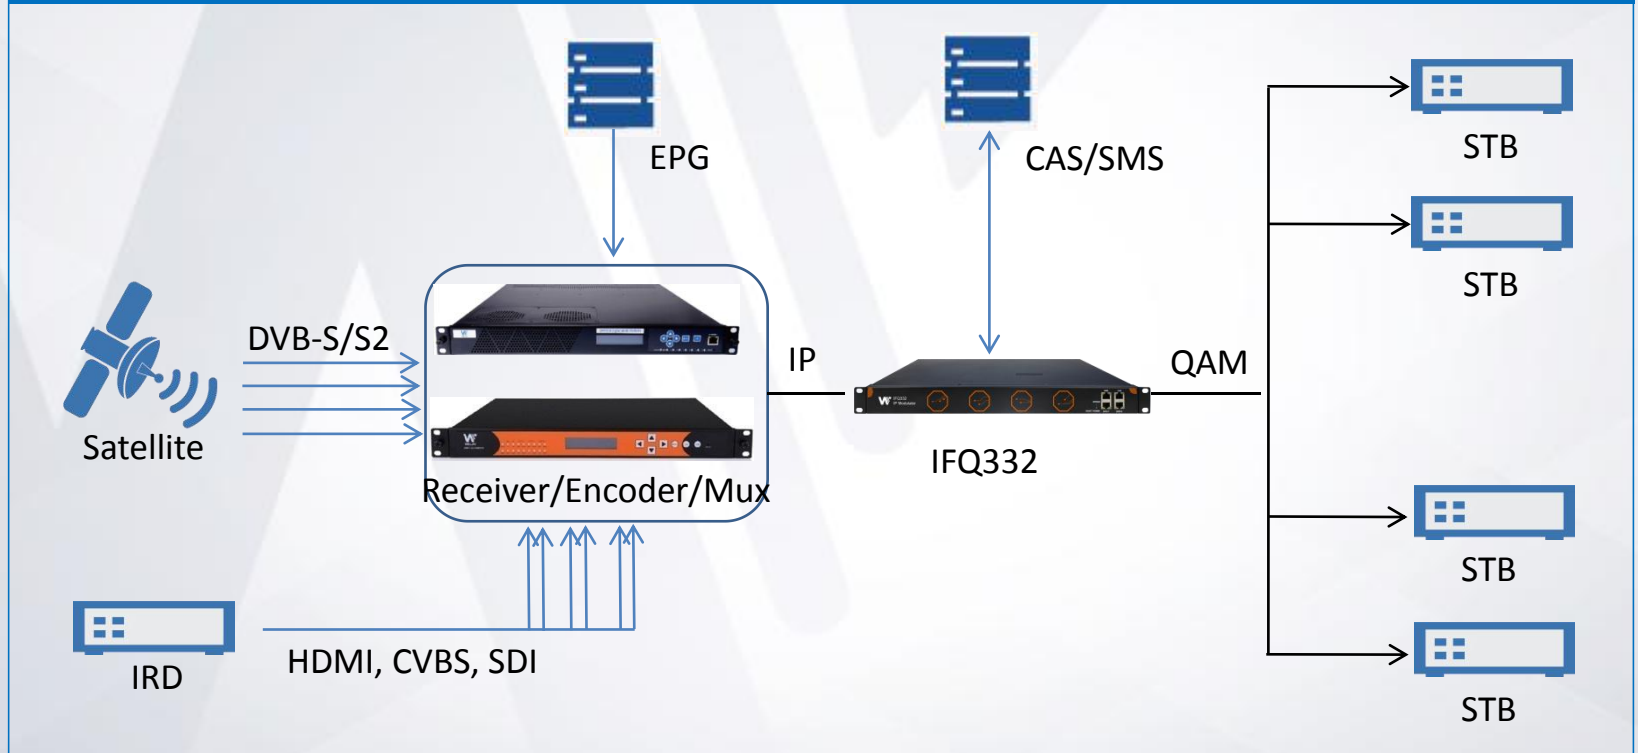 EPG
CAS/SMS
STB
STB
DVB-S/S2
Satellite
IP
QAM
IFQ332
Receiver/Encoder/Mux
IRD
HDMI, CVBS, SDI
STB
STB